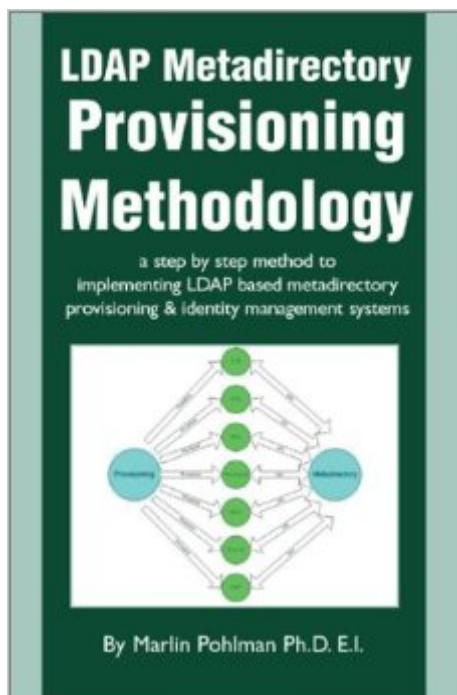 LDAP Metadirectory
Provisioning
Methodology
a step by step method to
implementing LDAP based metadirectory
provisioning & identity management systems
Provisioning
Metadirectory
By Marlin Pohlman Ph.D. E.I.